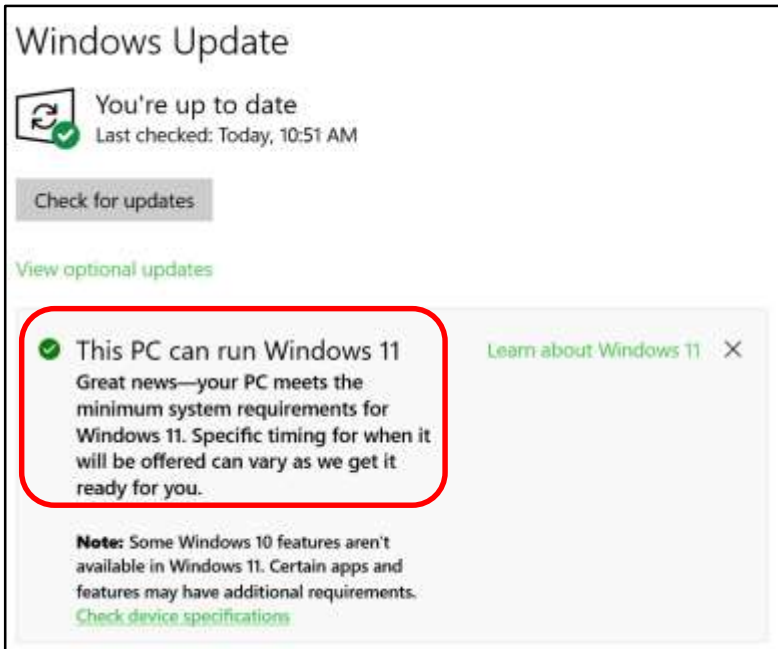 Windows Update
You're up to date
Last checked: Today, 10:51 AM
Check for updates
View optional updates
This PC can run Windows 11
Great news—your PC meets the
minimum system requirements for
Windows 11. Specific timing for when it
will be offered can vary as we get it
ready for you.
Learn about Windows 11
Note: Some Windows 10 features aren't
available in Windows 11. Certain apps and
features may have additional requirements.
Check device specifications